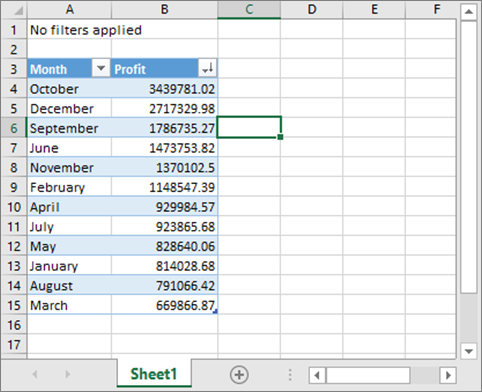 A B C D E F
1 No filters applied
2
3 Month Profit
4 October 3439781.02
5 December 2717329.98
6 September 1786735.27
7 June 1473753.82
8 November 1370102.5
9 February 1148547.39
10 April 929984.57
11 July 923865.68
12 May 828640.06
13 January 814028.68
14 August 791066.42
15 March 669866.87
16
17
Sheet1